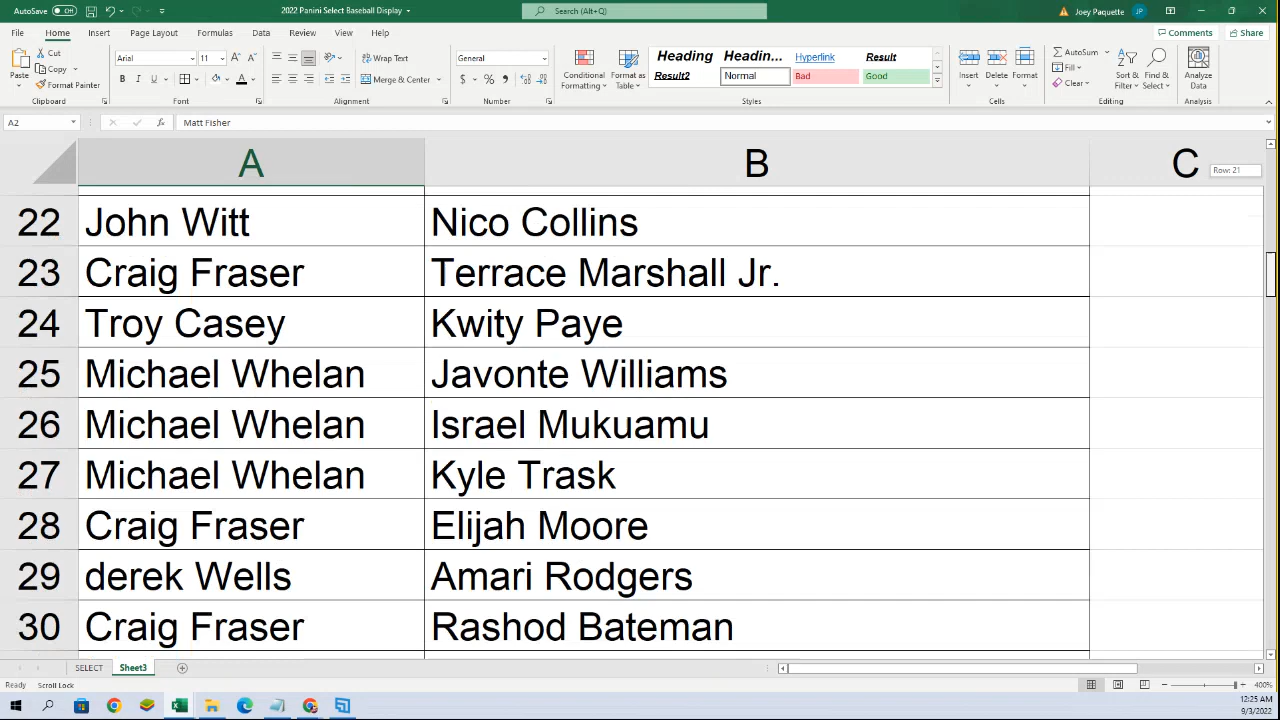 AutoSave Off 2022 Panini Select Baseball Display Search (Alt+Q) Joey Paquette JP
File Home Insert Page Layout Formulas Data Review View Help Comments Share
Paste Cut Copy Format Painter Clipboard
Arial 11 B I U A Font
Wrap Text Merge & Center Alignment
General $ % Number
Conditional Formatting Format as Table
Heading Headin... Hyperlink Result
Result2 Normal Bad Good
Styles
Insert Delete Format Cells
AutoSum Fill Clear Sort & Filter Find & Select Editing
Analyze Data Analysis
A2 fx Matt Fisher
A B C Row: 21
22 John Witt Nico Collins
23 Craig Fraser Terrace Marshall Jr.
24 Troy Casey Kwity Paye
25 Michael Whelan Javonte Williams
26 Michael Whelan Israel Mukuamu
27 Michael Whelan Kyle Trask
28 Craig Fraser Elijah Moore
29 derek Wells Amari Rodgers
30 Craig Fraser Rashod Bateman
SELECT Sheet3
Ready Scroll Lock 400%
12:25 AM
9/3/2022